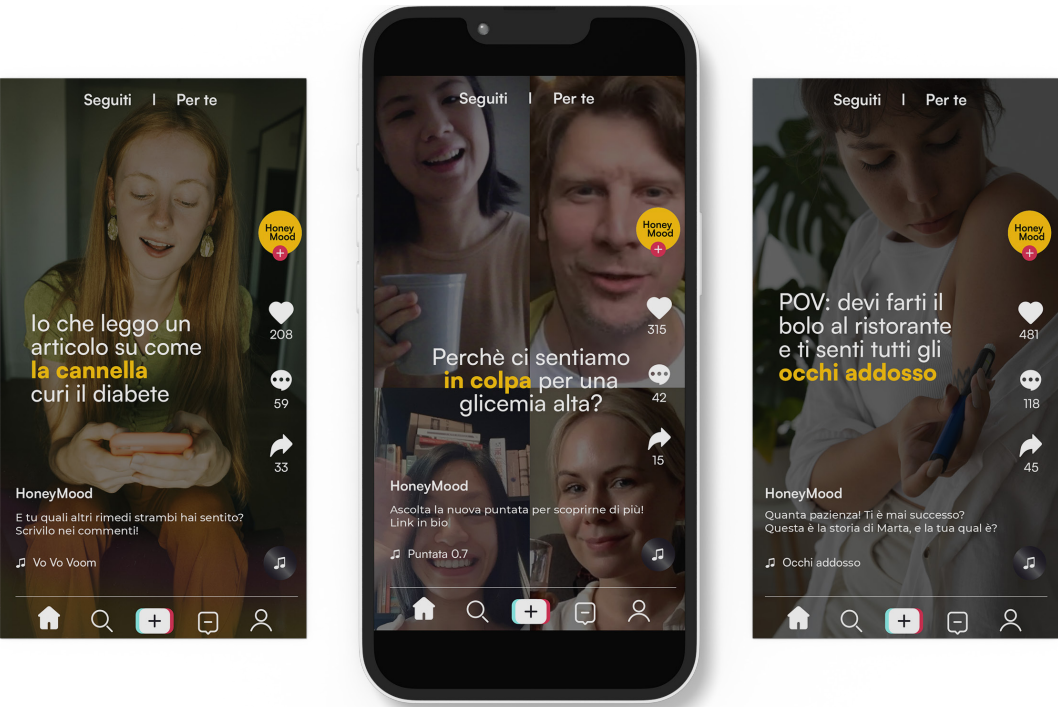 Seguiti | Per te
Honey
Mood
208
Io che leggo un
articolo su come
la cannella
curi il diabete
59
33
HoneyMood
E tu quali altri rimedi strambi hai sentito?
Scrivilo nei commenti!
Vo Vo Voom
Seguiti | Per te
Honey
Mood
315
Perchè ci sentiamo
in colpa per una
glicemia alta?
42
15
HoneyMood
Ascolta la nuova puntata per scoprirne di più!
Link in bio
Puntata 0.7
Seguiti | Per te
Honey
Mood
POV: devi farti il
bolo al ristorante
e ti senti tutti gli
occhi addosso
481
118
45
HoneyMood
Quanta pazienza! Ti è mai successo?
Questa è la storia di Marta, e la tua qual è?
Occhi addosso